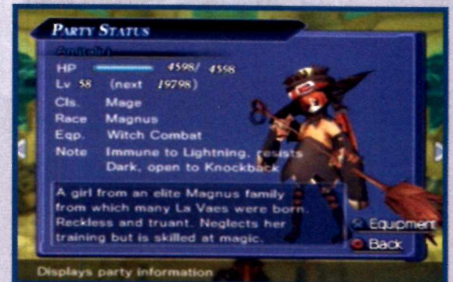 PARTY STATUS
HP 4598/ 4598
Lv 58 (next 19798)
Cls. Mage
Race Magnus
Eqp. Witch Combat
Note Immune to Lightning, resists
Dark, open to Knockback
A girl from an elite Magnus family
from which many La Vaes were born.
Reckless and truant. Neglects her
training but is skilled at magic.
Equipment
Back
Displays party information